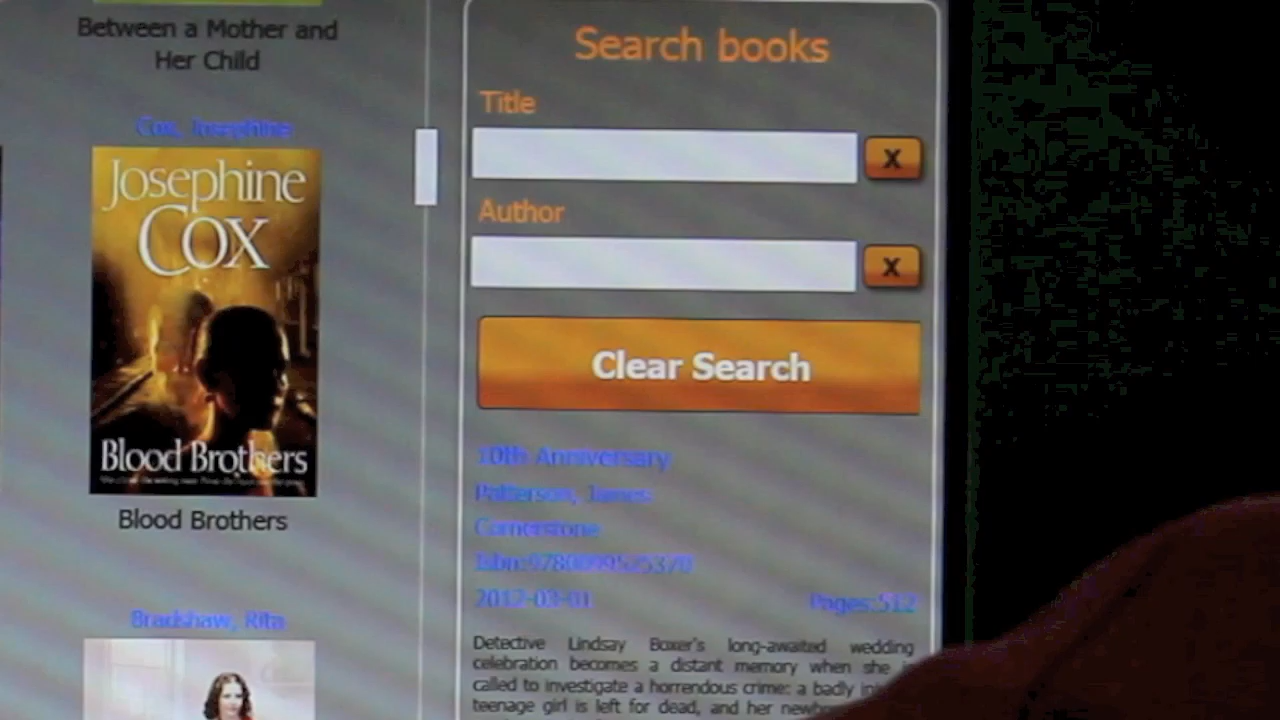 Between a Mother and
Her Child
Cox, Josephine
Josephine
Cox
Blood Brothers
Blood Brothers
Bradshaw, Rita
Search books
Title
X
Author
X
Clear Search
10th Anniversary
Patterson, James
Cornerstone
Isbn:9780099525370
2012-03-01
Pages:512
Detective Lindsay Boxer's long-awaited wedding
celebration becomes a distant memory when she
called to investigate a horrendous crime: a badly
teenage girl is left for dead, and her